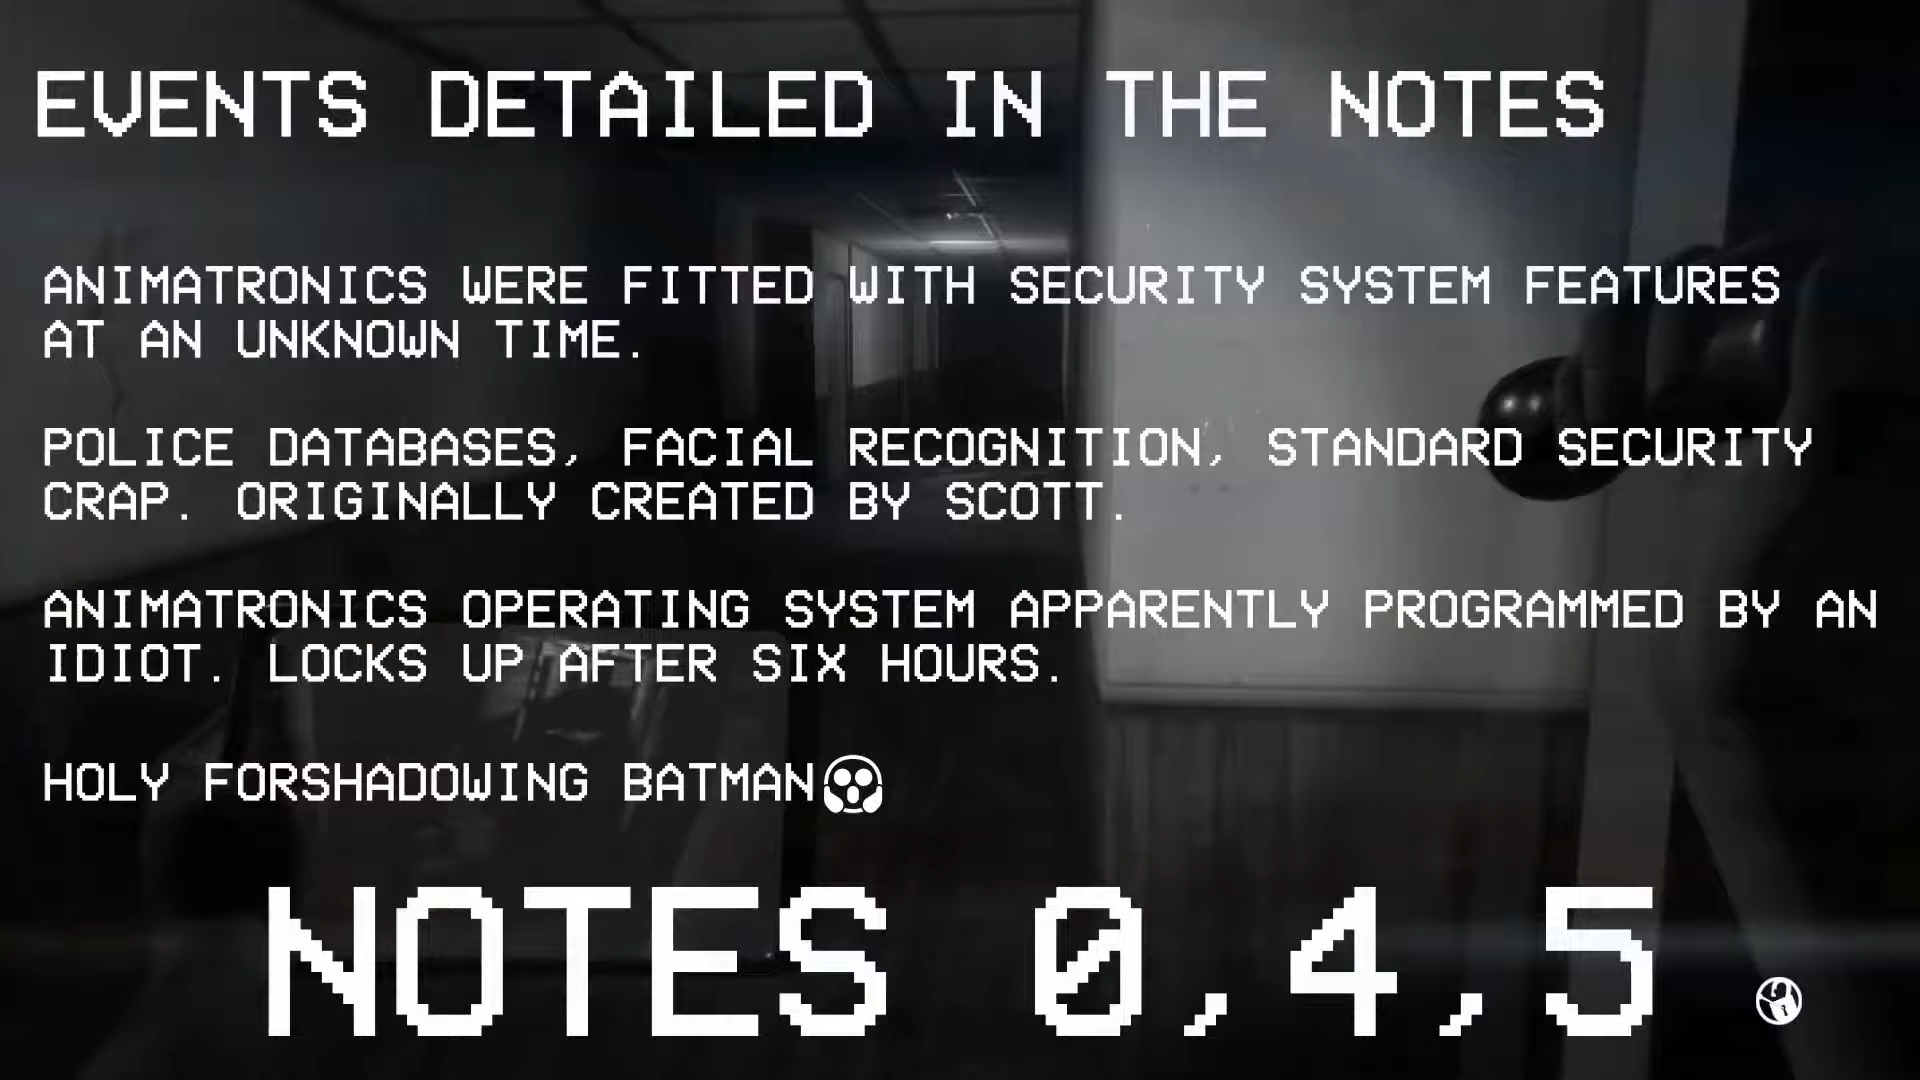 EVENTS DETAILED IN THE NOTES
ANIMATRONICS WERE FITTED WITH SECURITY SYSTEM FEATURES
AT AN UNKNOWN TIME.
POLICE DATABASES, FACIAL RECOGNITION, STANDARD SECURITY
CRAP. ORIGINALLY CREATED BY SCOTT.
ANIMATRONICS OPERATING SYSTEM APPARENTLY PROGRAMMED BY AN
IDIOT. LOCKS UP AFTER SIX HOURS.
HOLY FORSHADOWING BATMAN😱
NOTES 0,4,5